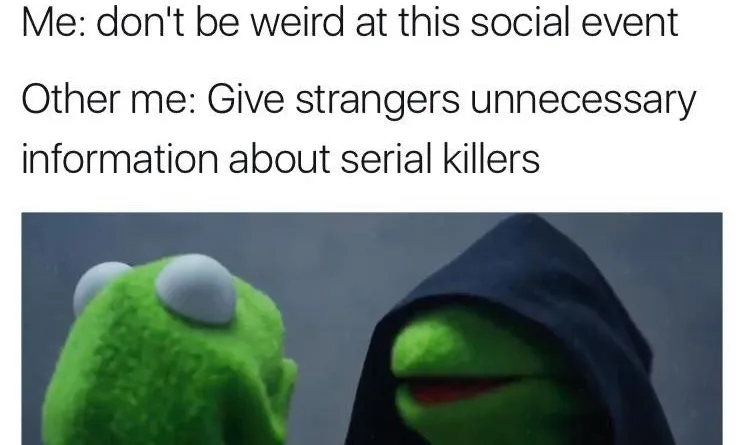 Me: don't be weird at this social event
Other me: Give strangers unnecessary
information about serial killers